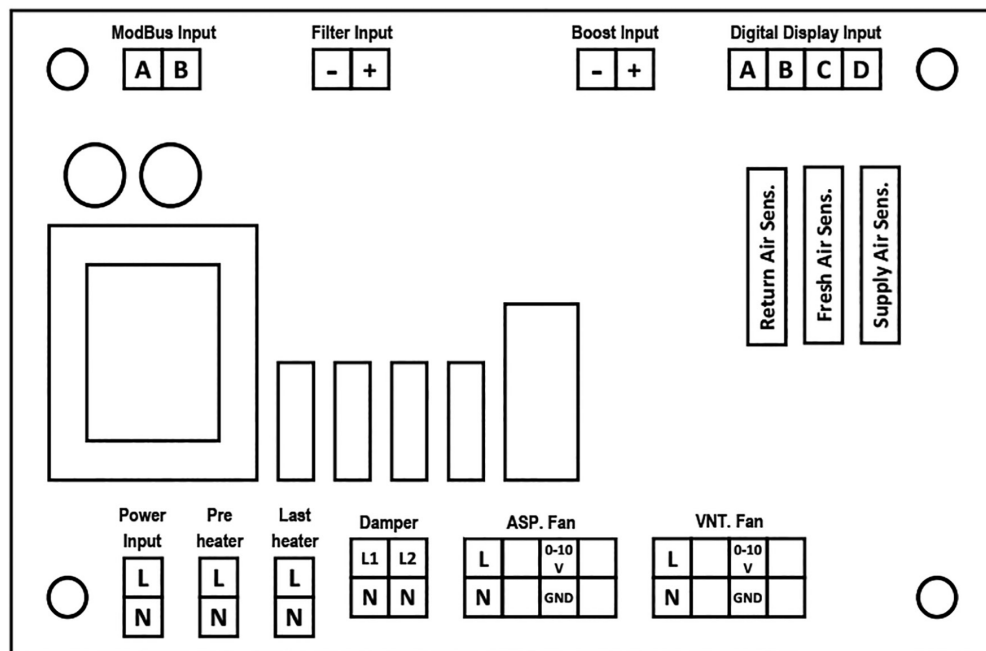 ModBus Input
A B
Filter Input
- +
Boost Input
- +
Digital Display Input
A B C D
Return Air Sens.
Fresh Air Sens.
Supply Air Sens.
Power
Input
L
N
Pre
heater
L
N
Last
heater
L
N
Damper
L1 L2
N N
ASP. Fan
L 0-10
V
N GND
VNT. Fan
L 0-10
V
N GND